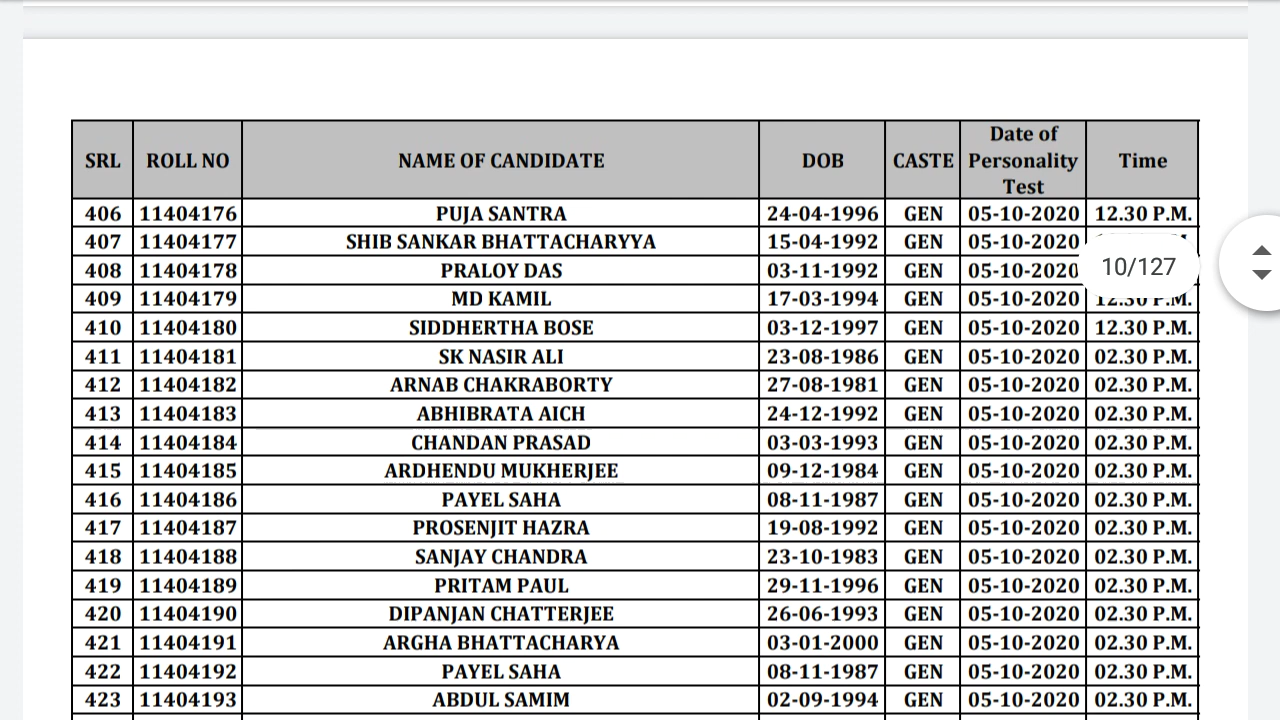 SRL ROLL NO NAME OF CANDIDATE DOB CASTE Date of Personality Test Time
406 11404176 PUJA SANTRA 24-04-1996 GEN 05-10-2020 12.30 P.M.
407 11404177 SHIB SANKAR BHATTACHARYYA 15-04-1992 GEN 05-10-2020
408 11404178 PRALOY DAS 03-11-1992 GEN 05-10-2020
10/127
409 11404179 MD KAMIL 17-03-1994 GEN 05-10-2020 12.30 P.M.
410 11404180 SIDDHERTHA BOSE 03-12-1997 GEN 05-10-2020 12.30 P.M.
411 11404181 SK NASIR ALI 23-08-1986 GEN 05-10-2020 02.30 P.M.
412 11404182 ARNAB CHAKRABORTY 27-08-1981 GEN 05-10-2020 02.30 P.M.
413 11404183 ABHIBRATA AICH 24-12-1992 GEN 05-10-2020 02.30 P.M.
414 11404184 CHANDAN PRASAD 03-03-1993 GEN 05-10-2020 02.30 P.M.
415 11404185 ARDHENDU MUKHERJEE 09-12-1984 GEN 05-10-2020 02.30 P.M.
416 11404186 PAYEL SAHA 08-11-1987 GEN 05-10-2020 02.30 P.M.
417 11404187 PROSENJIT HAZRA 19-08-1992 GEN 05-10-2020 02.30 P.M.
418 11404188 SANJAY CHANDRA 23-10-1983 GEN 05-10-2020 02.30 P.M.
419 11404189 PRITAM PAUL 29-11-1996 GEN 05-10-2020 02.30 P.M.
420 11404190 DIPANJAN CHATTERJEE 26-06-1993 GEN 05-10-2020 02.30 P.M.
421 11404191 ARGHA BHATTACHARYA 03-01-2000 GEN 05-10-2020 02.30 P.M.
422 11404192 PAYEL SAHA 08-11-1987 GEN 05-10-2020 02.30 P.M.
423 11404193 ABDUL SAMIM 02-09-1994 GEN 05-10-2020 02.30 P.M.